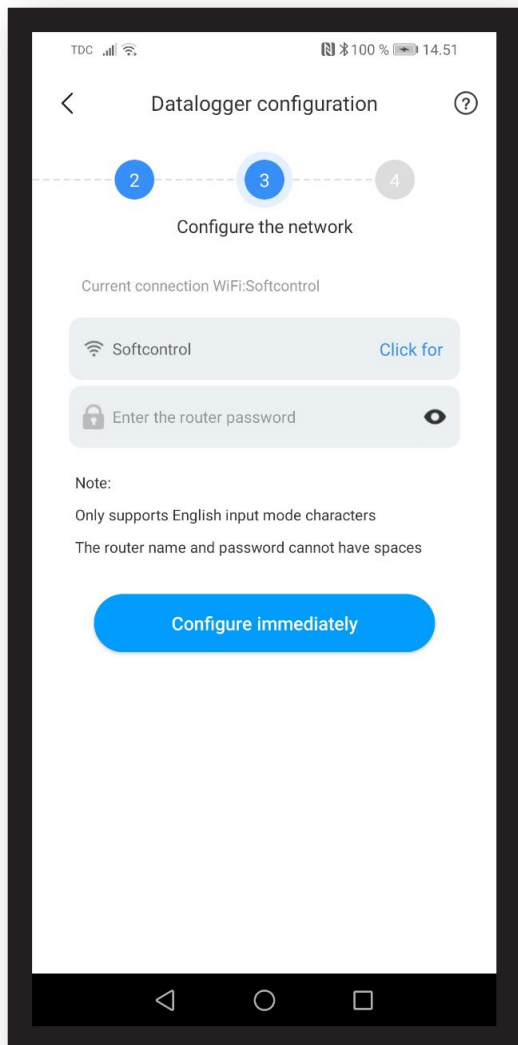 TDC 100 % 14.51
Datalogger configuration ?
2 3 4
Configure the network
Current connection WiFi:Softcontrol
Softcontrol Click for
Enter the router password
Note:
Only supports English input mode characters
The router name and password cannot have spaces
Configure immediately